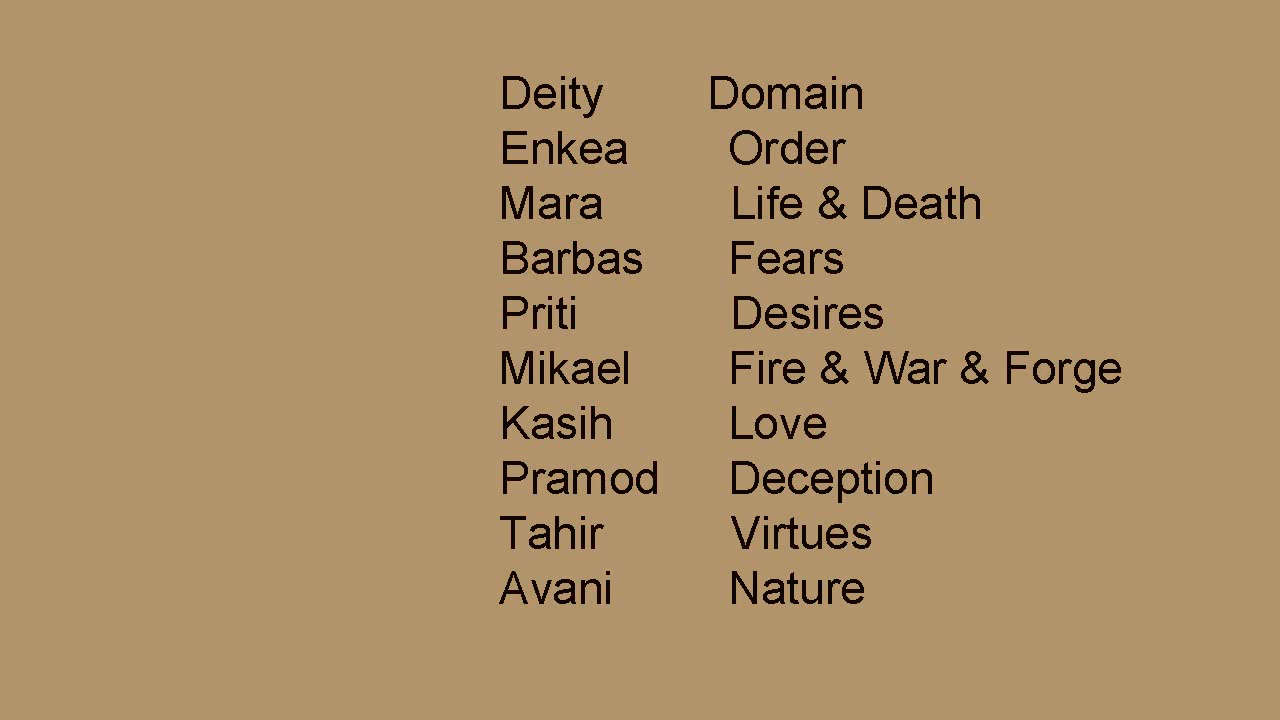 Deity Domain
Enkea Order
Mara Life & Death
Barbas Fears
Priti Desires
Mikael Fire & War & Forge
Kasih Love
Pramod Deception
Tahir Virtues
Avani Nature